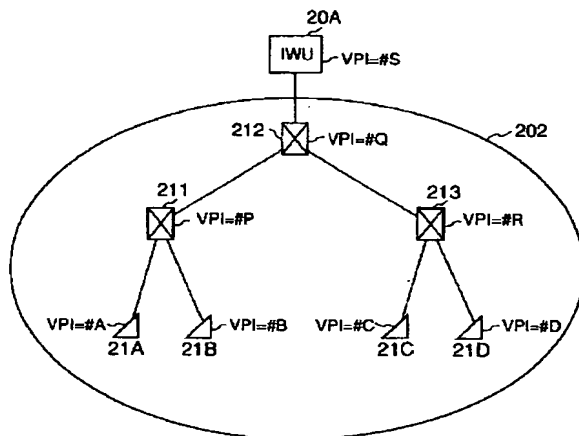 20A
IWU
VPI=#S
202
212
VPI=#Q
211
VPI=#P
213
VPI=#R
VPI=#A
21A
VPI=#B
21B
VPI=#C
21C
VPI=#D
21D